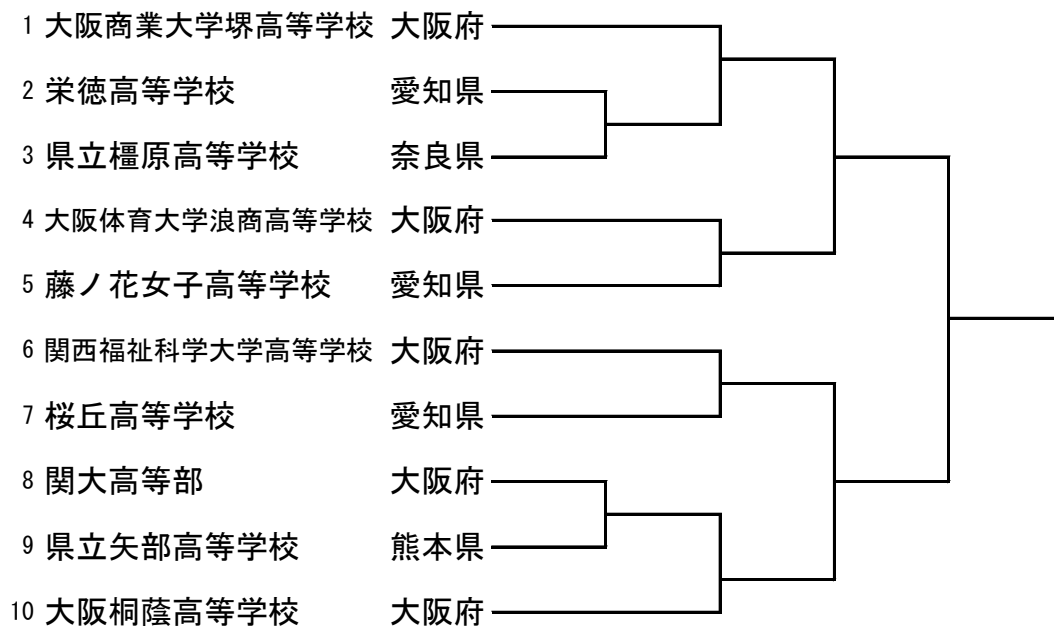 1 大阪商業大学堺高等学校 大阪府
2 栄徳高等学校 愛知県
3 県立橿原高等学校 奈良県
4 大阪体育大学浪商高等学校 大阪府
5 藤ノ花女子高等学校 愛知県
6 関西福祉科学大学高等学校 大阪府
7 桜丘高等学校 愛知県
8 関大高等部 大阪府
9 県立矢部高等学校 熊本県
10 大阪桐蔭高等学校 大阪府